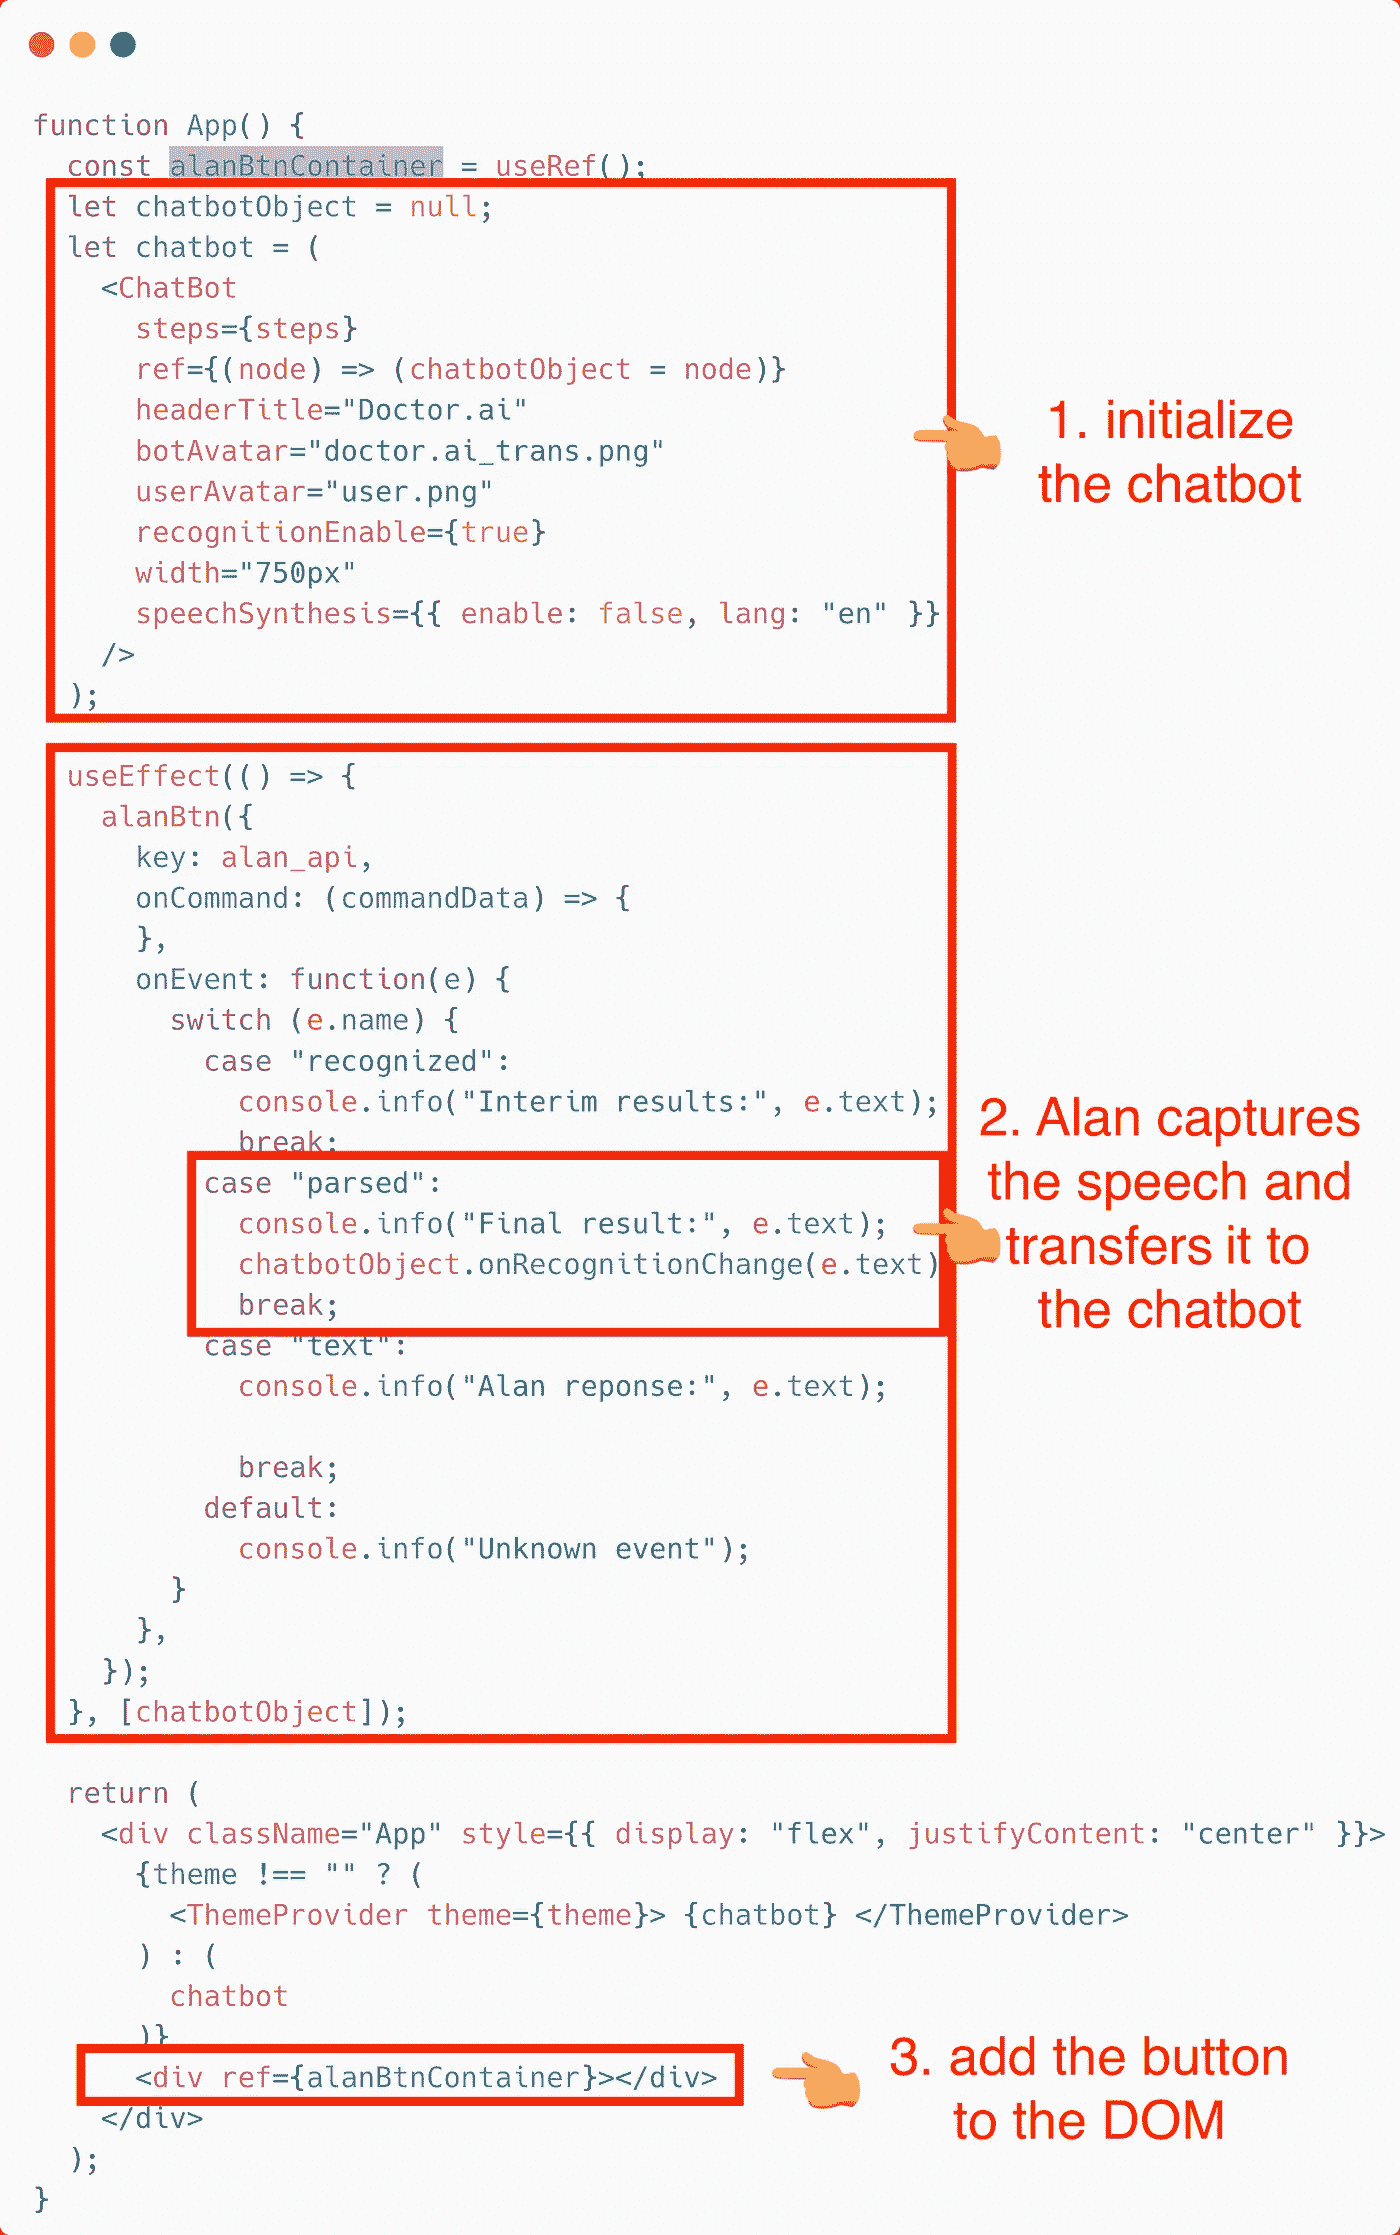 function App() {
  const alanBtnContainer = useRef();
  let chatbotObject = null;
  let chatbot = (
    <ChatBot
      steps={steps}
      ref={(node) => (chatbotObject = node)}
      headerTitle="Doctor.ai"
      botAvatar="doctor.ai_trans.png"
      userAvatar="user.png"
      recognitionEnable={true}
      width="750px"
      speechSynthesis={{ enable: false, lang: "en" }}
    />
  );
1. initialize
the chatbot
  useEffect(() => {
    alanBtn({
      key: alan_api,
      onCommand: (commandData) => {
      },
      onEvent: function(e) {
        switch (e.name) {
          case "recognized":
            console.info("Interim results:", e.text);
            break;
          case "parsed":
            console.info("Final result:", e.text);
            chatbotObject.onRecognitionChange(e.text)
            break;
          case "text":
            console.info("Alan reponse:", e.text);
            break;
          default:
            console.info("Unknown event");
        }
      },
    });
  }, [chatbotObject]);
2. Alan captures
the speech and
transfers it to
the chatbot
  return (
    <div className="App" style={{ display: "flex", justifyContent: "center" }}>
      {theme !== "" ? (
        <ThemeProvider theme={theme}> {chatbot} </ThemeProvider>
      ) : (
        chatbot
      )}
      <div ref={alanBtnContainer}></div>
    </div>
  );
}
3. add the button
to the DOM